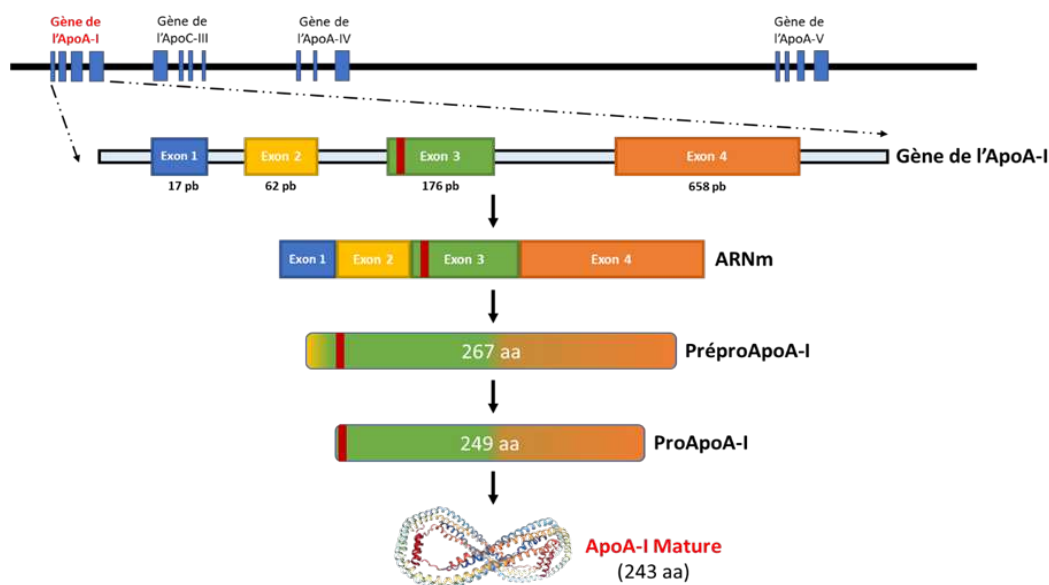 Gène de
l'ApoA-I
Gène de
l'ApoC-III
Gène de
l'ApoA-IV
Gène de
l'ApoA-V
Exon 1
Exon 2
Exon 3
Exon 4
Gène de l'ApoA-I
17 pb
62 pb
176 pb
658 pb
Exon 1
Exon 2
Exon 3
Exon 4
ARNm
267 aa
PréproApoA-I
249 aa
ProApoA-I
ApoA-I Mature
(243 aa)